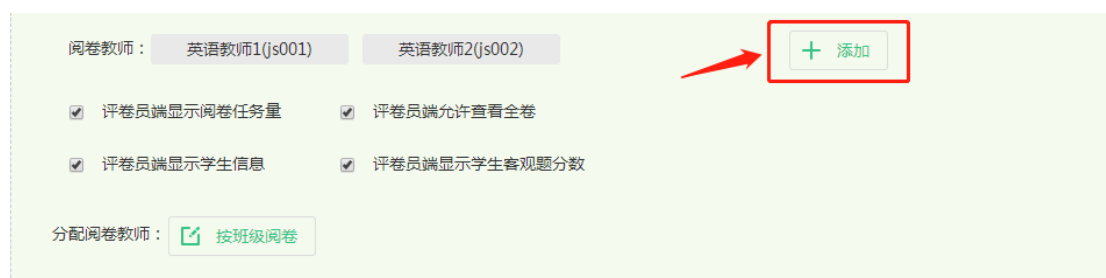 阅卷教师： 英语教师1(js001) 英语教师2(js002) 添加
评卷员端显示阅卷任务量 评卷员端允许查看全卷
评卷员端显示学生信息 评卷员端显示学生客观题分数
分配阅卷教师： 按班级阅卷